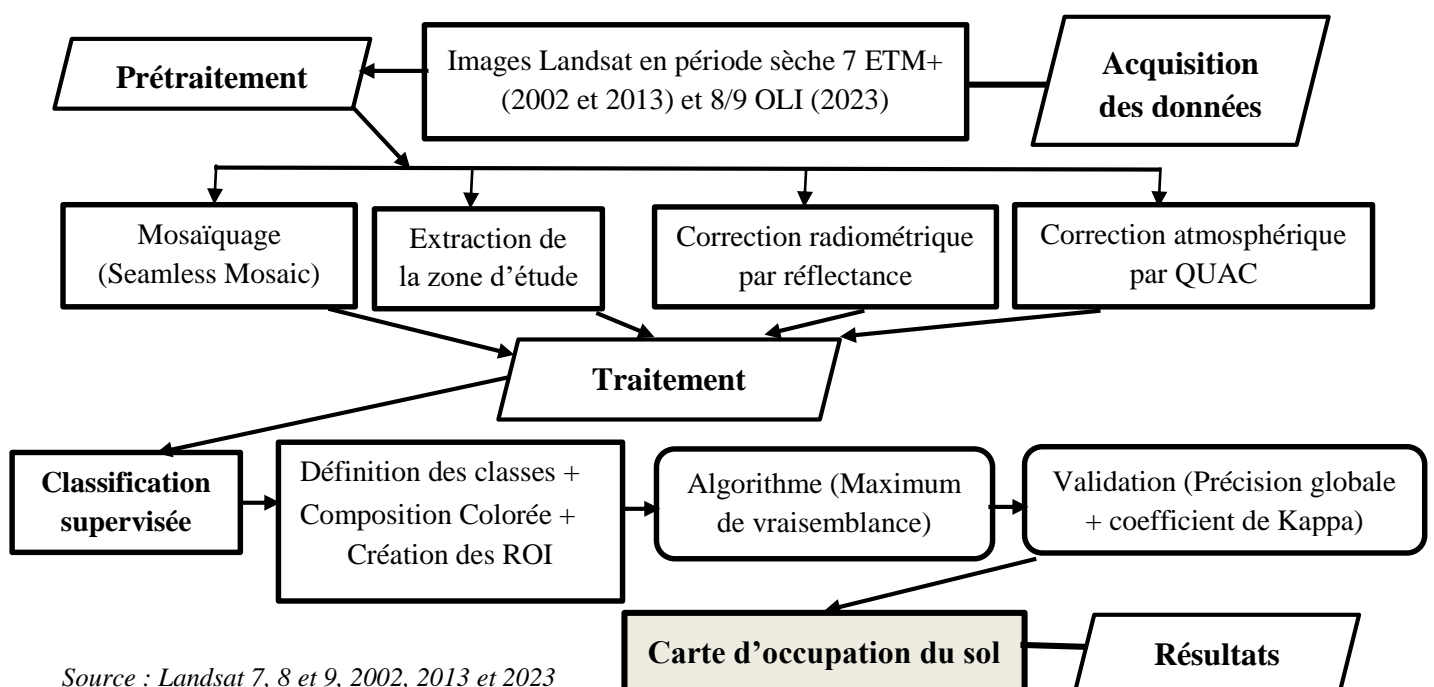 Prétraitement
Images Landsat en période sèche 7 ETM+
(2002 et 2013) et 8/9 OLI (2023)
Acquisition
des données
Mosaïquage
(Seamless Mosaic)
Extraction de
la zone d’étude
Correction radiométrique
par réflectance
Correction atmosphérique
par QUAC
Traitement
Classification
supervisée
Définition des classes +
Composition Colorée +
Création des ROI
Algorithme (Maximum
de vraisemblance)
Validation (Précision globale
+ coefficient de Kappa)
Carte d’occupation du sol
Résultats
Source : Landsat 7, 8 et 9, 2002, 2013 et 2023